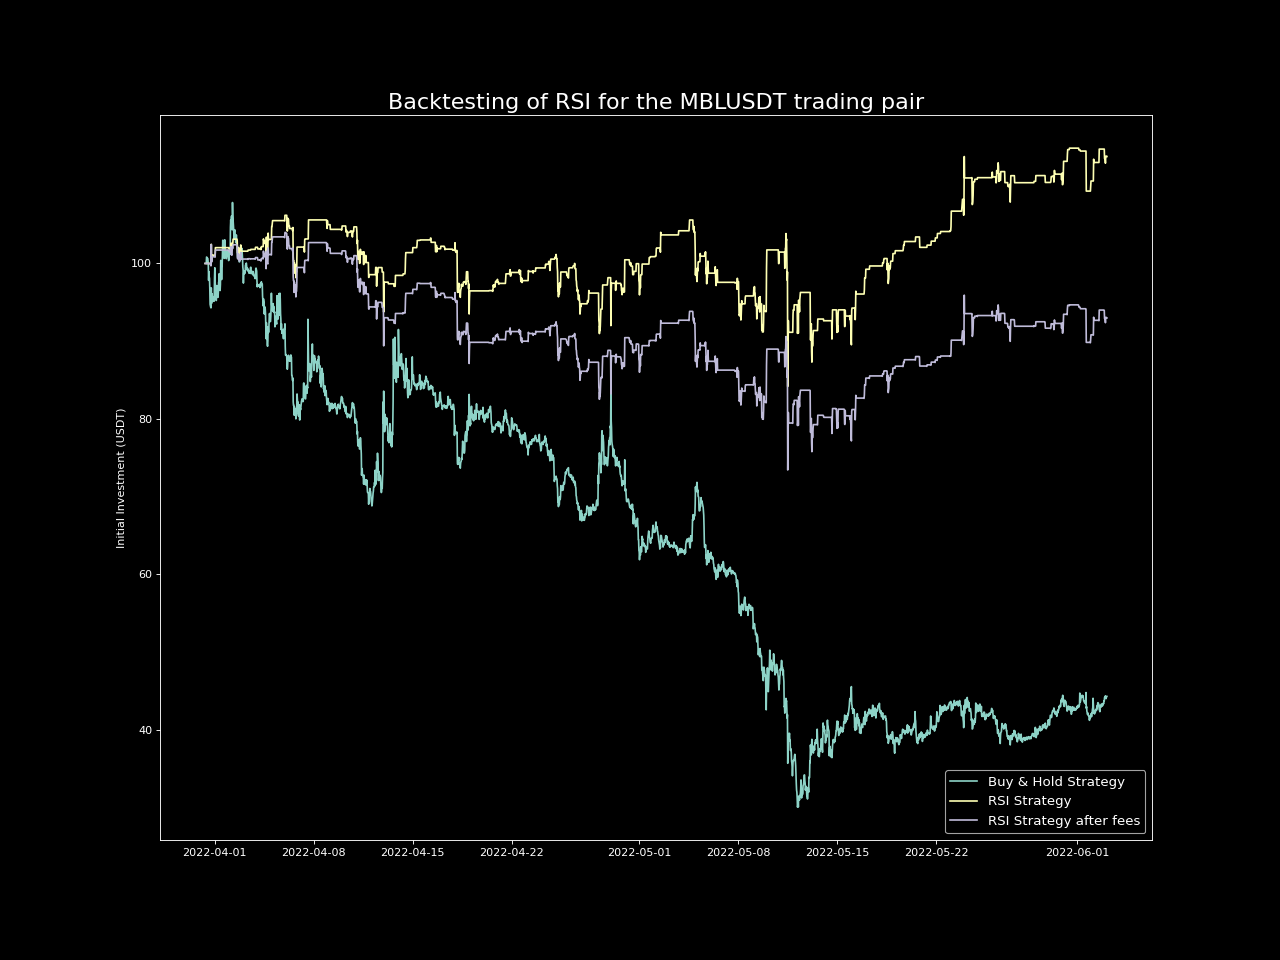 Backtesting of RSI for the MBLUSDT trading pair
Initial Investment (USDT)
100
80
60
40
2022-04-01 2022-04-08 2022-04-15 2022-04-22 2022-05-01 2022-05-08 2022-05-15 2022-05-22 2022-06-01
Buy & Hold Strategy
RSI Strategy
RSI Strategy after fees